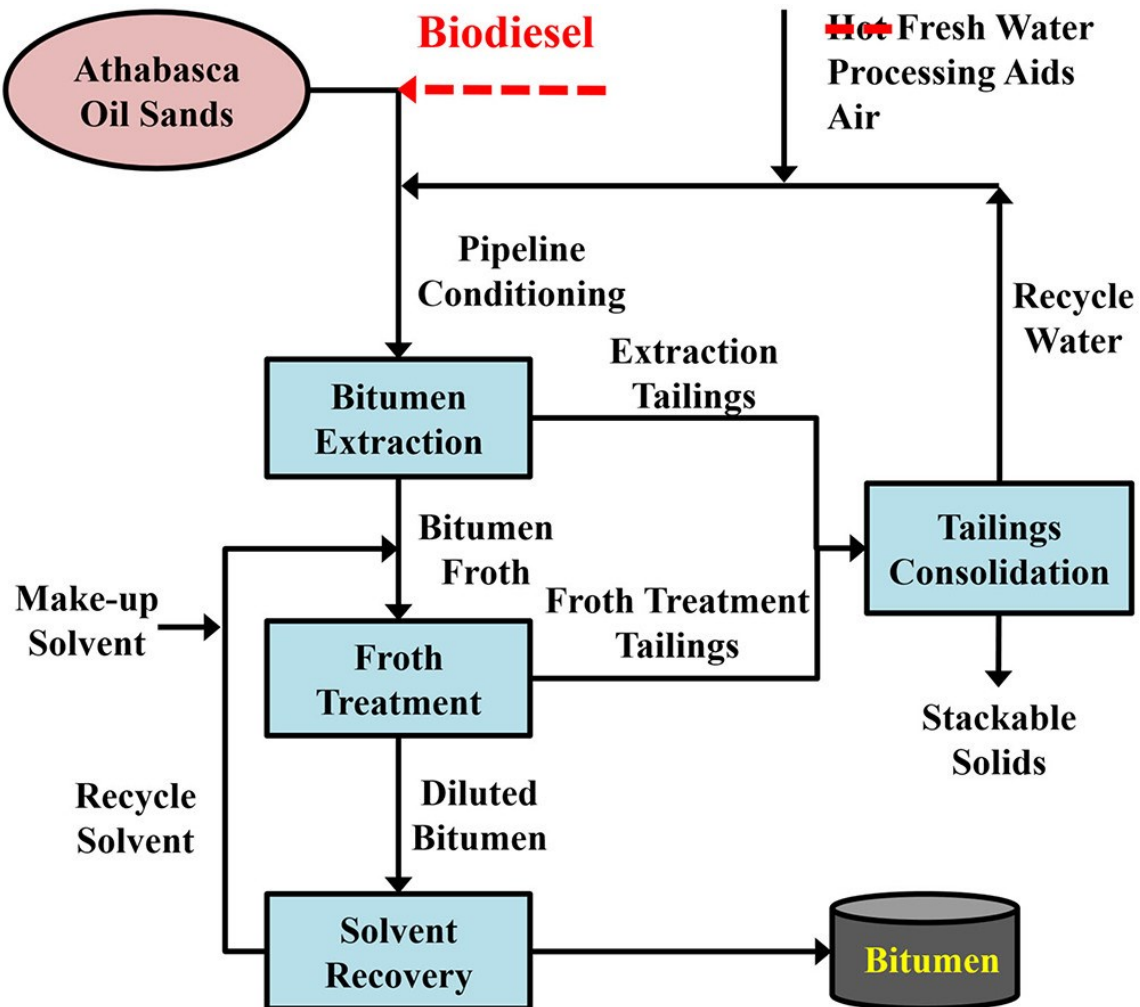 Athabasca
Oil Sands
Biodiesel
Hot Fresh Water
Processing Aids
Air
Pipeline
Conditioning
Recycle
Water
Bitumen
Extraction
Extraction
Tailings
Bitumen
Froth
Tailings
Consolidation
Make-up
Solvent
Froth
Treatment
Froth Treatment
Tailings
Stackable
Solids
Recycle
Solvent
Diluted
Bitumen
Solvent
Recovery
Bitumen